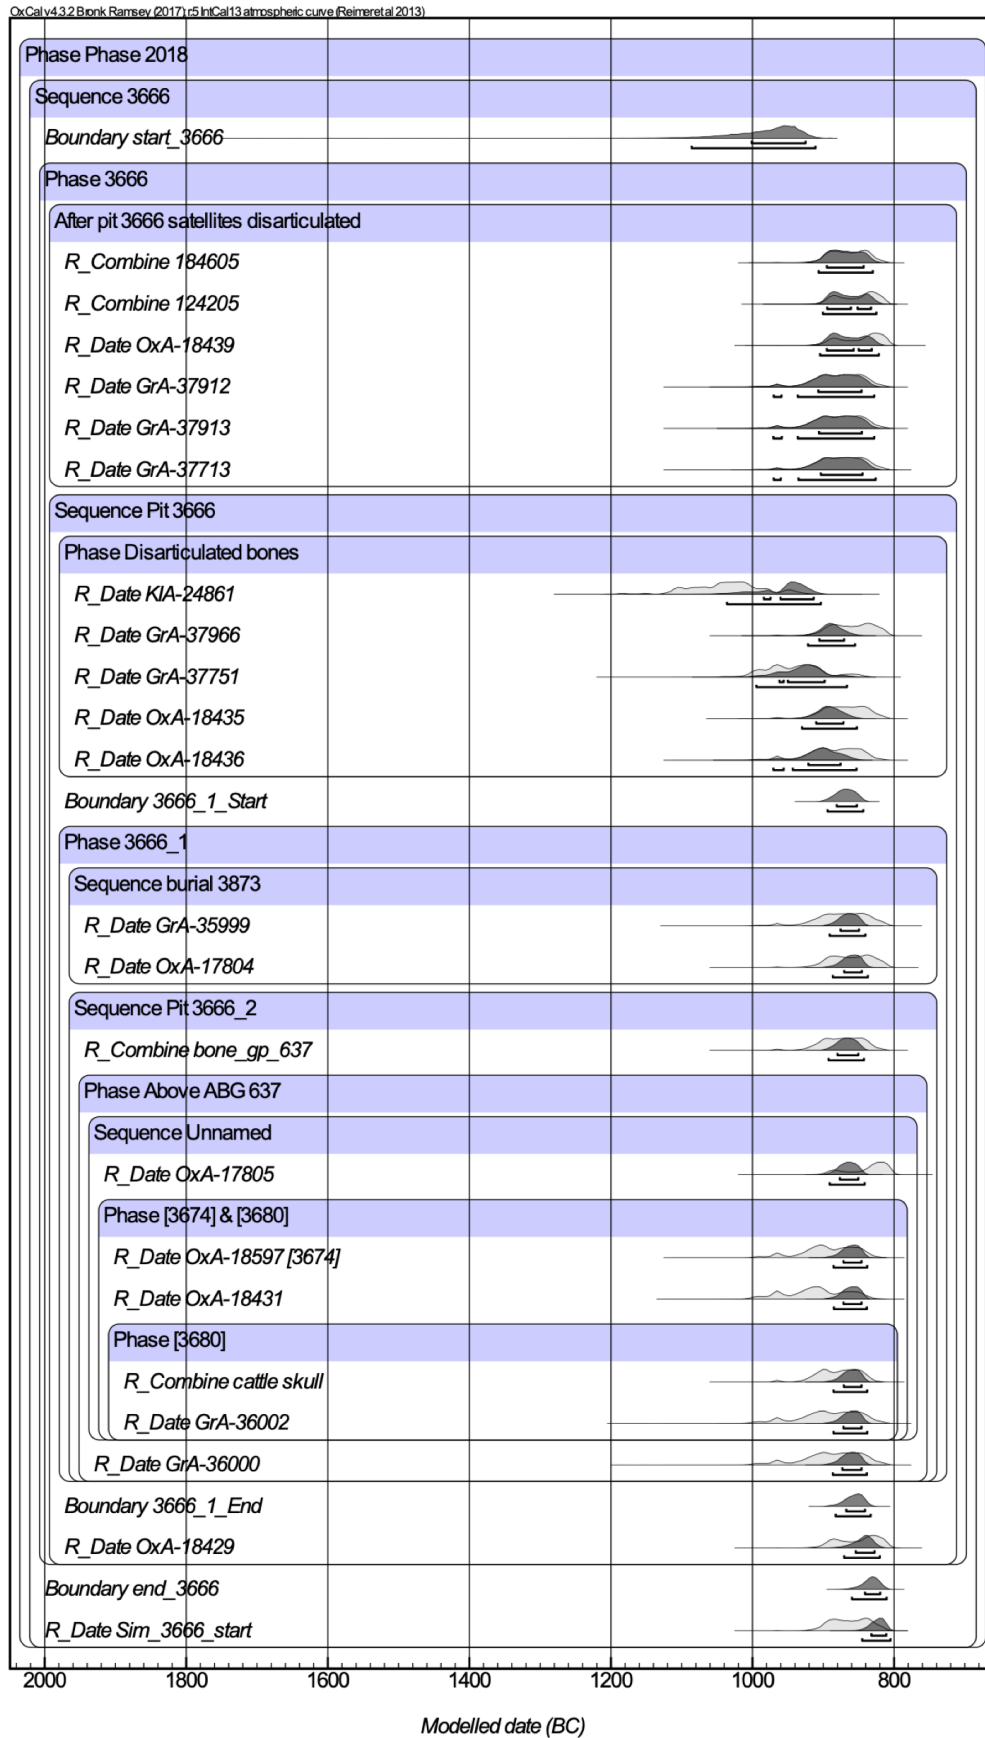 OxCal v4.3.2 Bronk Ramsey (2017); r:5 IntCal13 atmospheric curve (Reimer et al 2013)
Phase Phase 2018
Sequence 3666
Boundary start_3666
Phase 3666
After pit 3666 satellites disarticulated
R_Combine 184605
R_Combine 124205
R_Date OxA-18439
R_Date GrA-37912
R_Date GrA-37913
R_Date GrA-37713
Sequence Pit 3666
Phase Disarticulated bones
R_Date KIA-24861
R_Date GrA-37966
R_Date GrA-37751
R_Date OxA-18435
R_Date OxA-18436
Boundary 3666_1_Start
Phase 3666_1
Sequence burial 3873
R_Date GrA-35999
R_Date OxA-17804
Sequence Pit 3666_2
R_Combine bone_gp_637
Phase Above ABG 637
Sequence Unnamed
R_Date OxA-17805
Phase [3674] & [3680]
R_Date OxA-18597 [3674]
R_Date OxA-18431
Phase [3680]
R_Combine cattle skull
R_Date GrA-36002
R_Date GrA-36000
Boundary 3666_1_End
R_Date OxA-18429
Boundary end_3666
R_Date Sim_3666_start
2000 1800 1600 1400 1200 1000 800
Modelled date (BC)